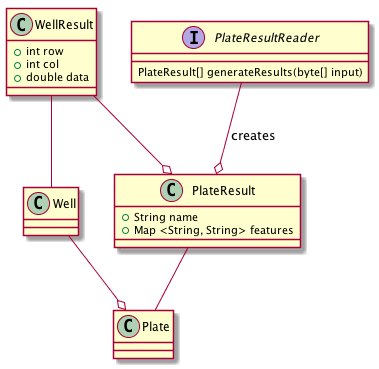 C WellResult
int row
int col
double data
I PlateResultReader
PlateResult[] generateResults(byte[] input)
creates
C Well
C PlateResult
String name
Map <String, String> features
C Plate